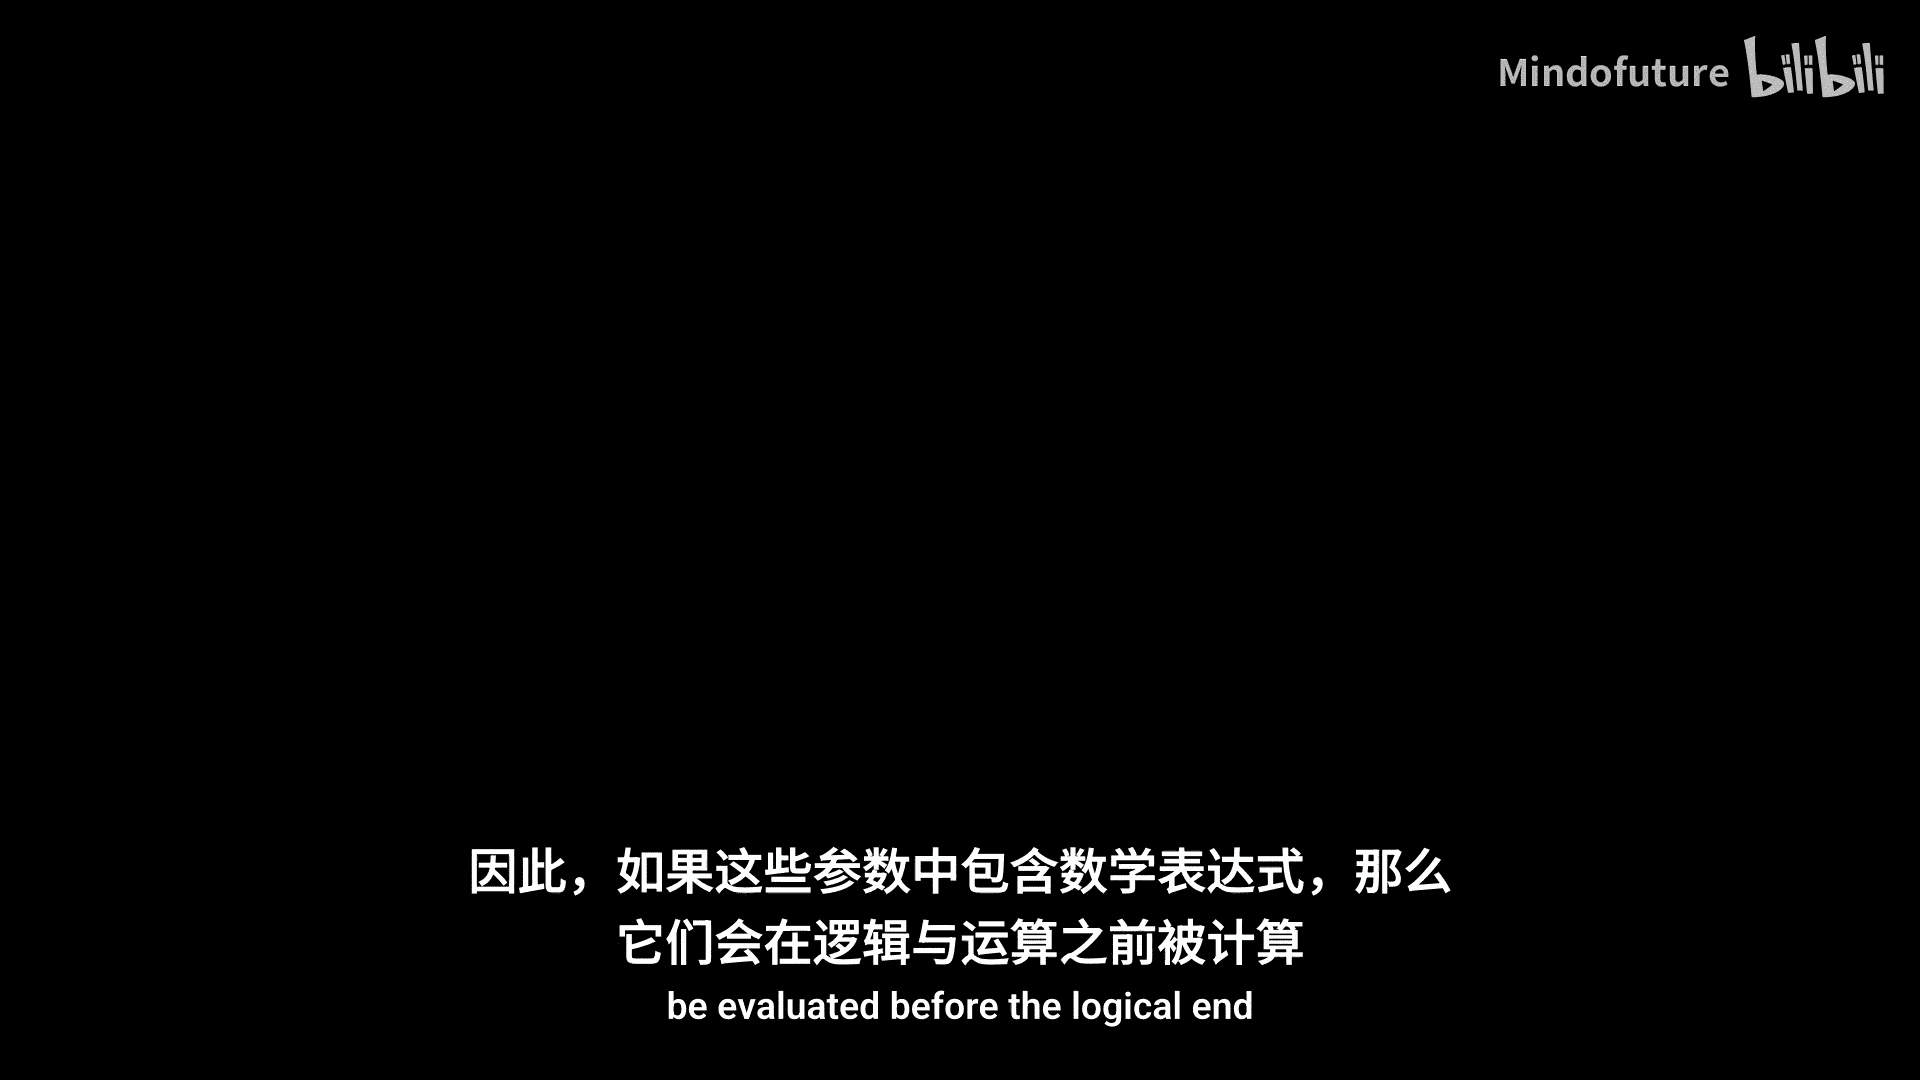 Mindofuture bilibili
因此，如果这些参数中包含数学表达式，那么
它们会在逻辑与运算之前被计算
be evaluated before the logical end